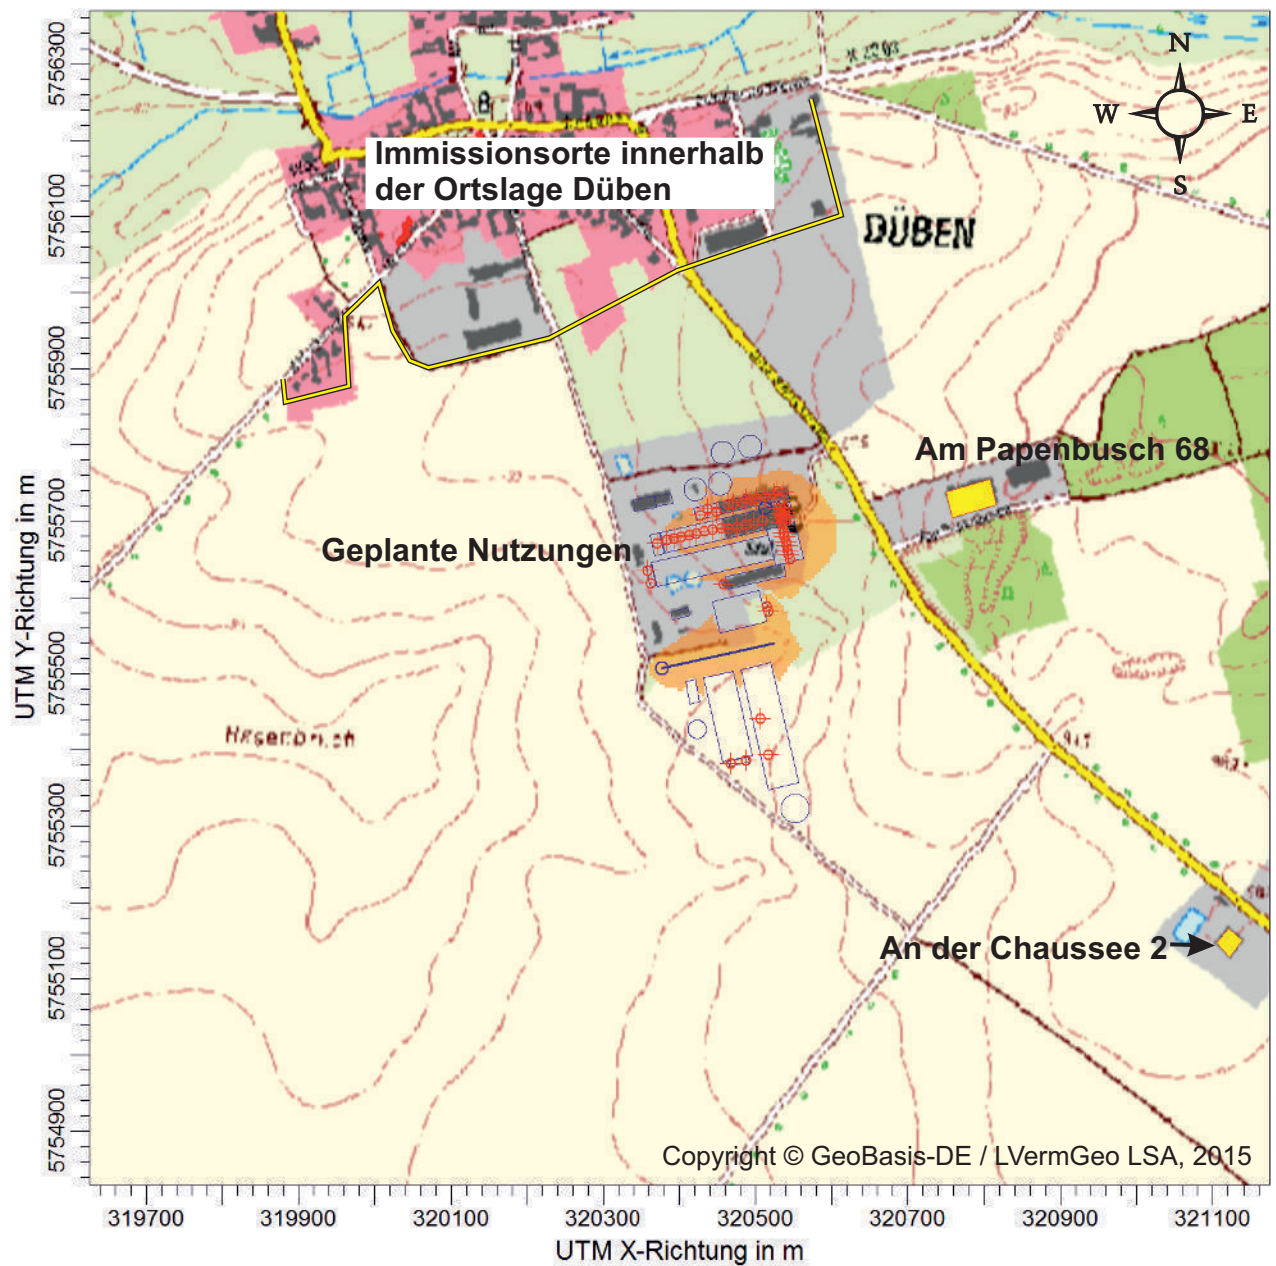 N
W E
S
Immissionsorte innerhalb
der Ortslage Düben
DÜBEN
Am Papenbusch 68
Geplante Nutzungen
An der Chaussee 2
Copyright © GeoBasis-DE / LVermGeo LSA, 2015
UTM Y-Richtung in m
5756300
5756100
5755900
5755700
5755500
5755300
5755100
5754900
319700 319900 320100 320300 320500 320700 320900 321100
UTM X-Richtung in m